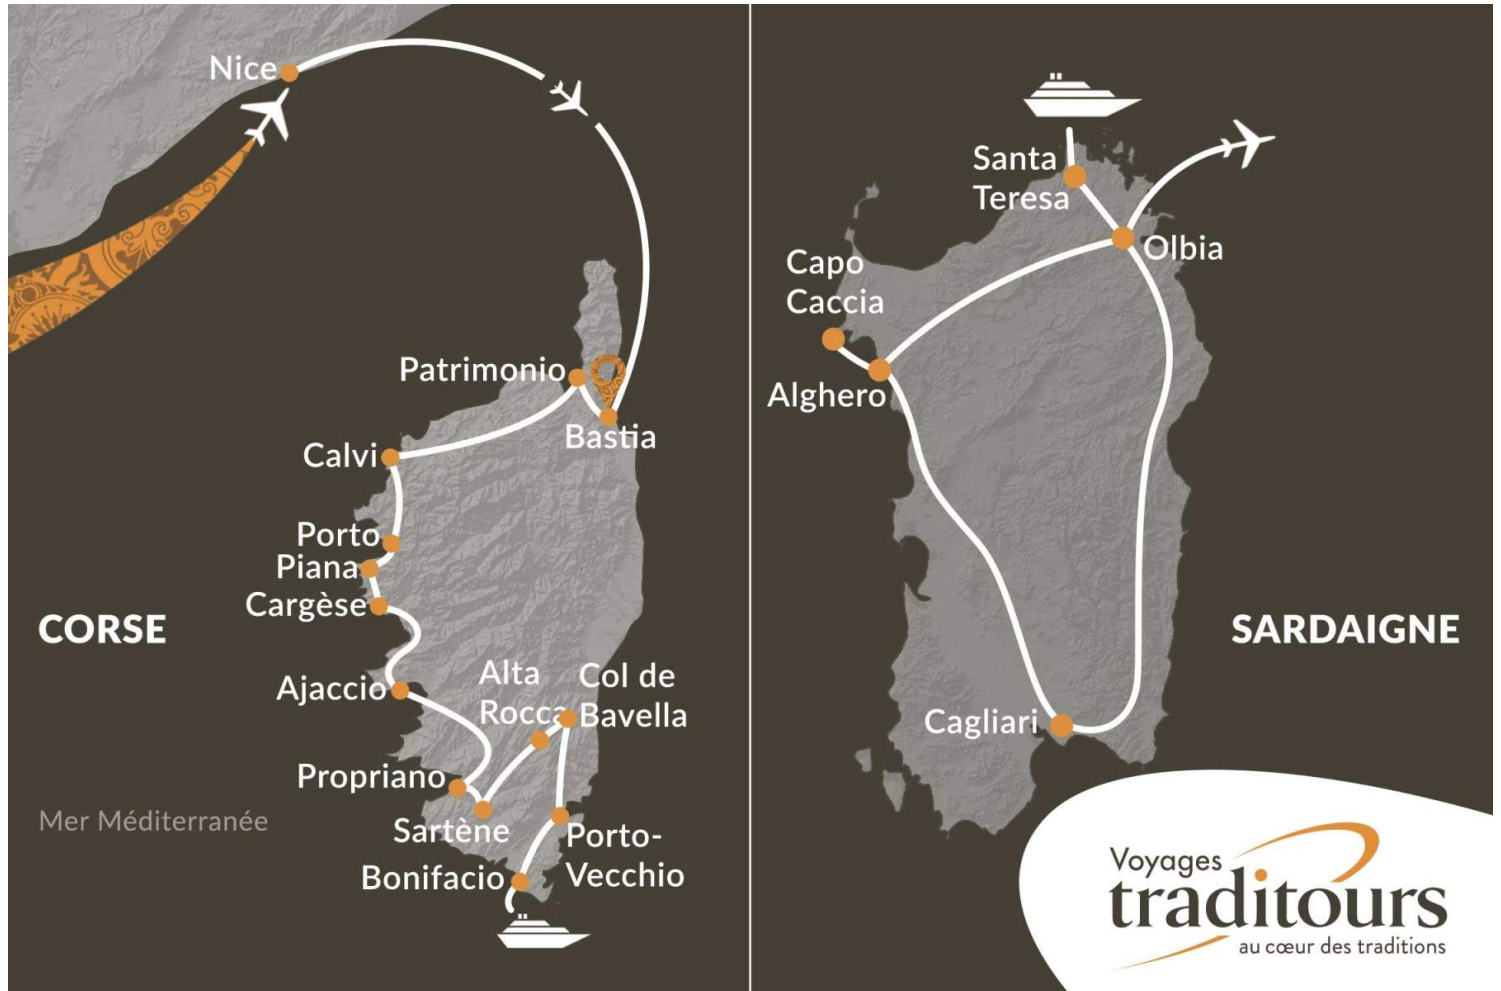 Nice
Patrimonio
Bastia
Calvi
Porto
Piana
Cargèse
CORSE
Ajaccio
Alta
Rocca
Col de
Bavella
Propriano
Mer Méditerranée
Sartène
Porto-
Vecchio
Bonifacio
Santa
Teresa
Olbia
Capo
Caccia
Alghero
SARDAIGNE
Cagliari
Voyages
traditours
au cœur des traditions